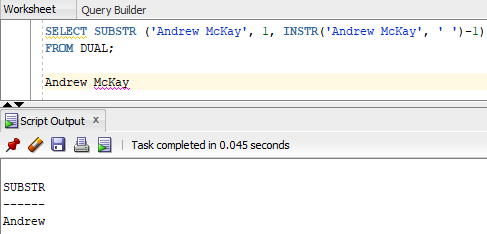 Worksheet Query Builder
SELECT SUBSTR ('Andrew McKay', 1, INSTR('Andrew McKay', ' ')-1)
FROM DUAL;
Andrew McKay
Script Output x
Task completed in 0.045 seconds
SUBSTR
------
Andrew